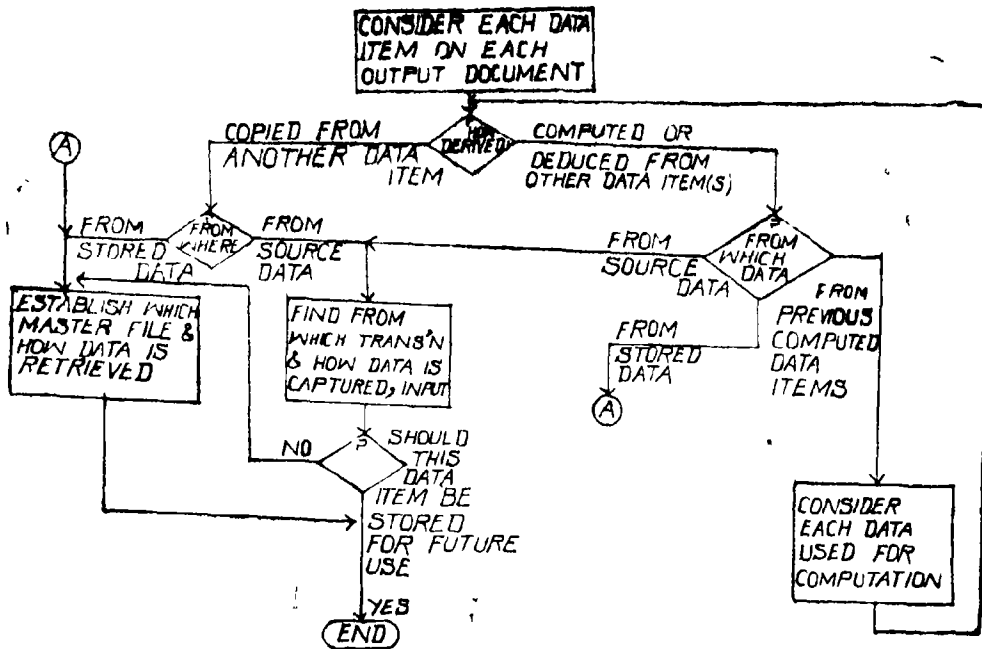 CONSIDER EACH DATA
ITEM ON EACH
OUTPUT DOCUMENT
HOW
DERIVED
COPIED FROM
ANOTHER DATA
ITEM
COMPUTED OR
DEDUCED FROM
OTHER DATA ITEM(S)
A
FROM
STORED
DATA
FROM
WHERE
FROM
SOURCE
DATA
FROM
SOURCE
DATA
?
FROM
WHICH
DATA
ESTABLISH WHICH
MASTER FILE &
HOW DATA IS
RETRIEVED
FIND FROM
WHICH TRANS'N
& HOW DATA IS
CAPTURED, INPUT
FROM
STORED
DATA
A
FROM
PREVIOUS
COMPUTED
DATA
ITEMS
NO
?
SHOULD
THIS
DATA
ITEM BE
STORED
FOR FUTURE
USE
YES
END
CONSIDER
EACH DATA
USED FOR
COMPUTATION